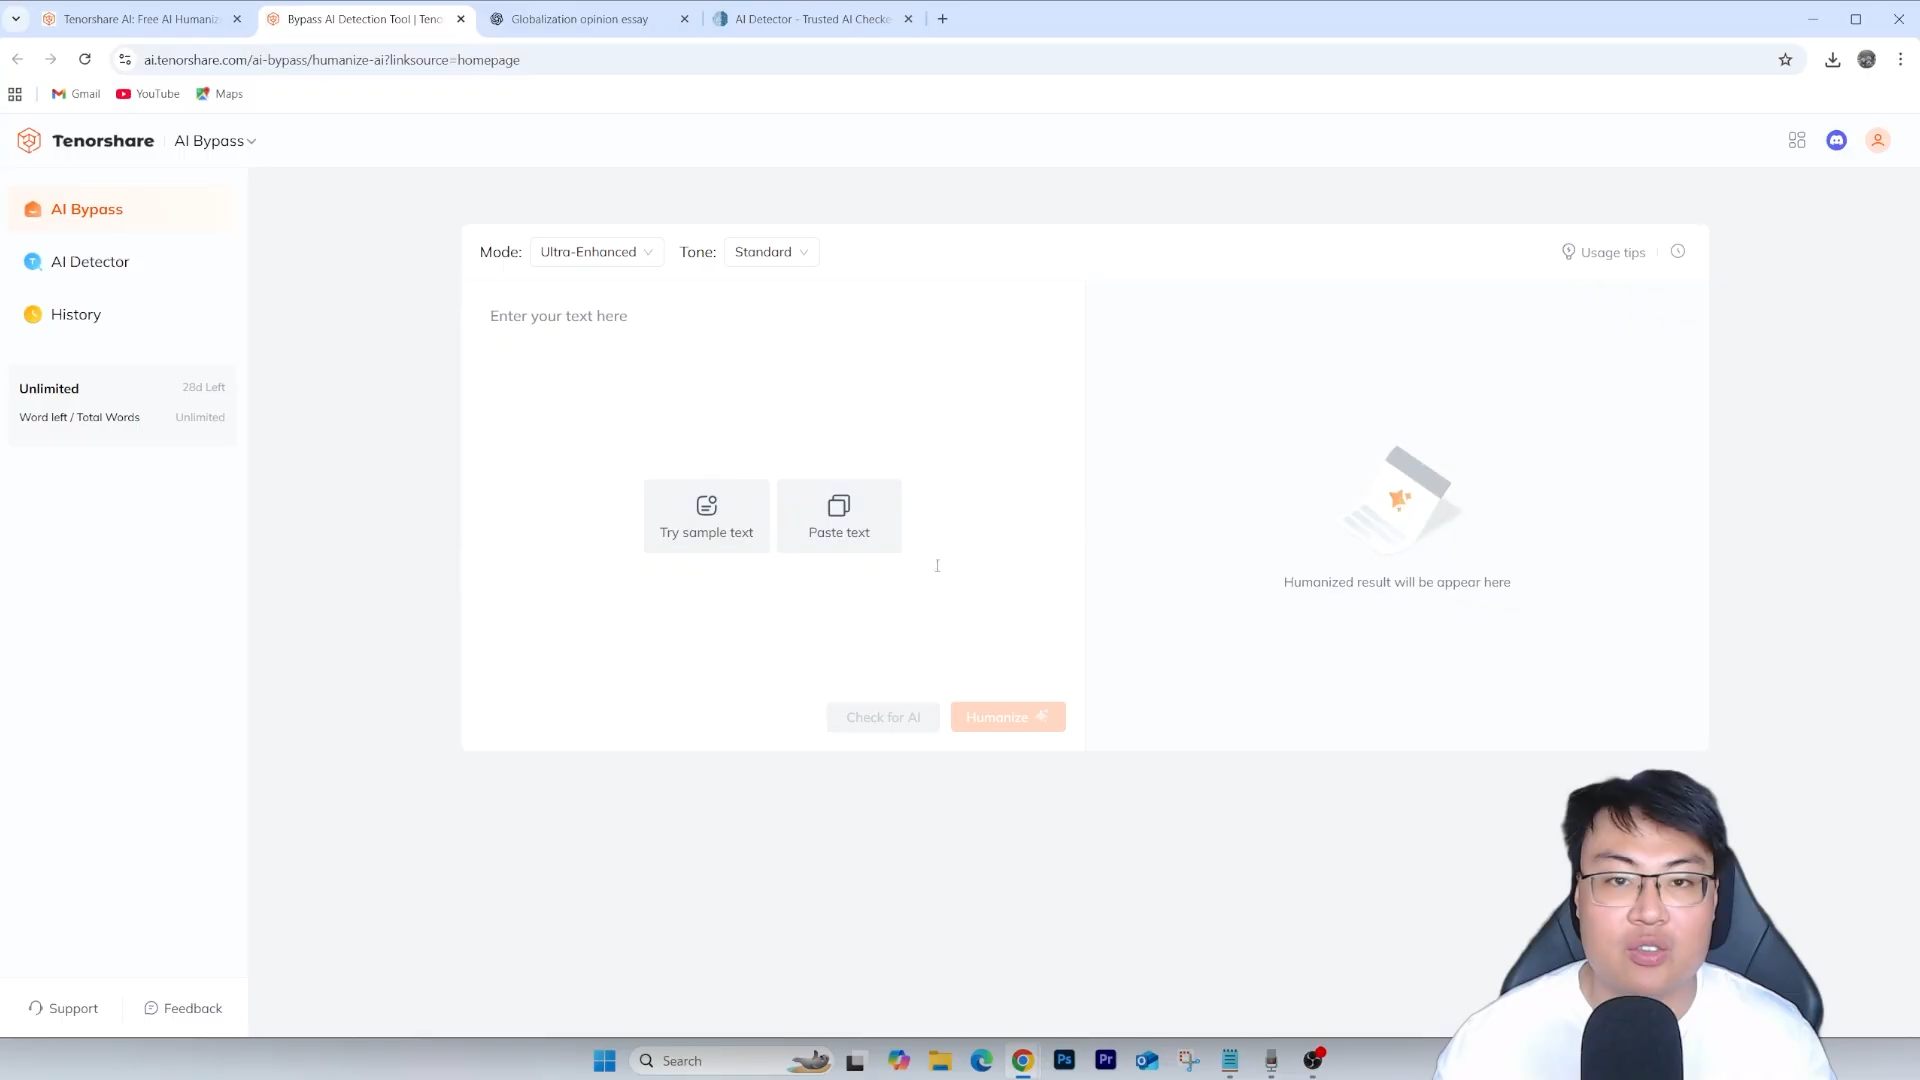 Tenorshare AI: Free AI Humaniz
Bypass AI Detection Tool | Teno
Globalization opinion essay
AI Detector - Trusted AI Checke
ai.tenorshare.com/ai-bypass/humanize-ai?linksource=homepage
Gmail
YouTube
Maps
Tenorshare
AI Bypass
AI Bypass
AI Detector
History
Unlimited
28d Left
Word left / Total Words
Unlimited
Mode:
Ultra-Enhanced
Tone:
Standard
Usage tips
Enter your text here
Try sample text
Paste text
Humanized result will be appear here
Check for AI
Humanize
Support
Feedback
Search
Ps
Pr